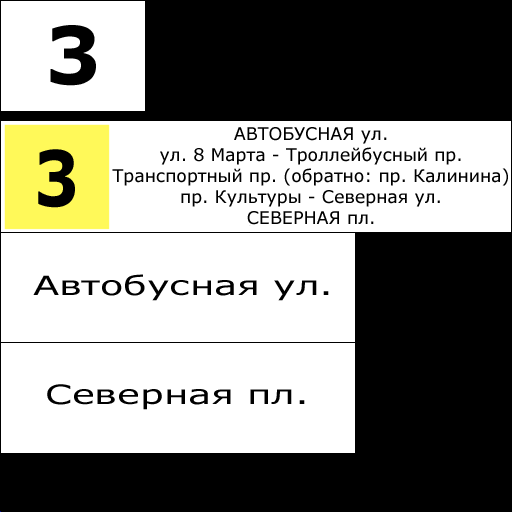 3
3
АВТОБУСНАЯ ул.
ул. 8 Марта - Троллейбусный пр.
Транспортный пр. (обратно: пр. Калинина)
пр. Культуры - Северная ул.
СЕВЕРНАЯ пл.
Автобусная ул.
Северная пл.